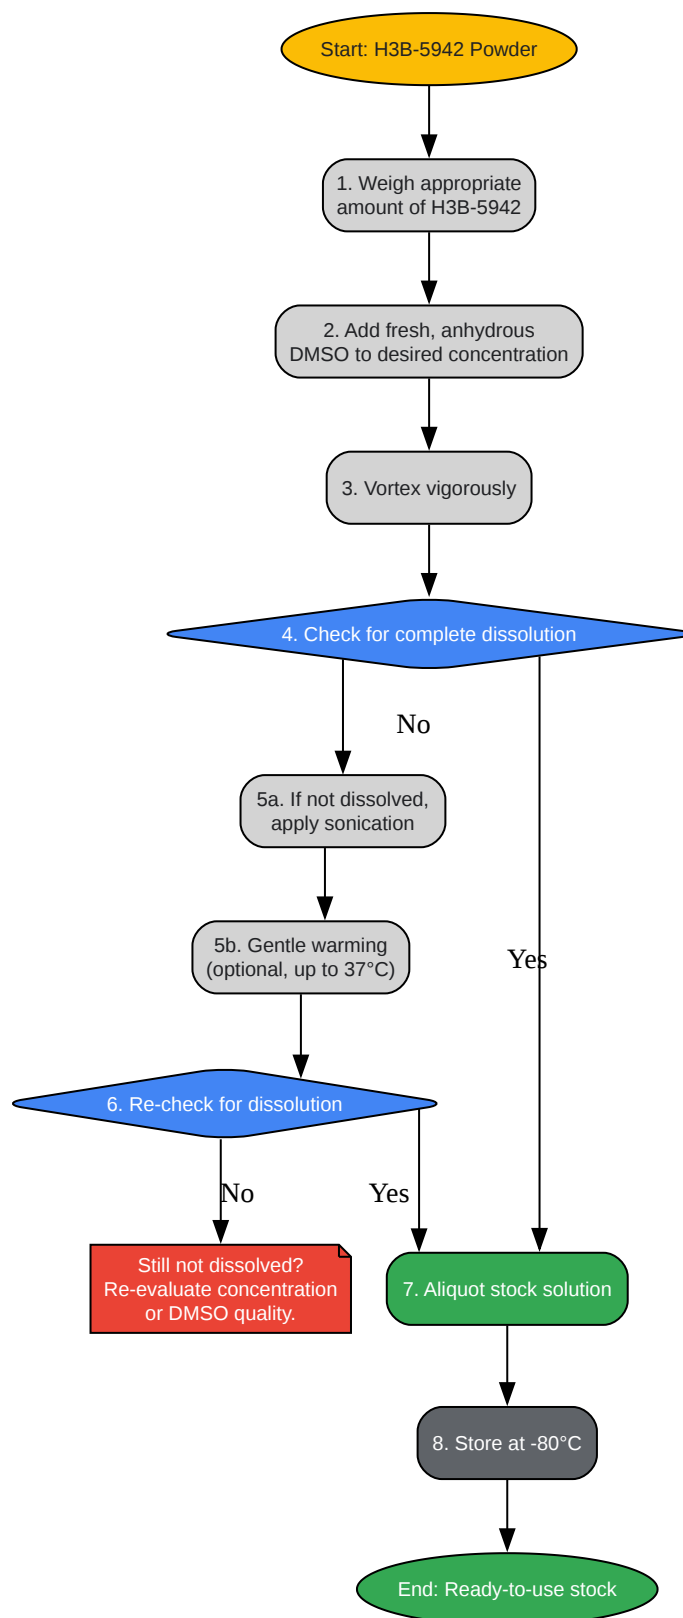 Start: H3B-5942 Powder
1. Weigh appropriate
amount of H3B-5942
2. Add fresh, anhydrous
DMSO to desired concentration
3. Vortex vigorously
4. Check for complete dissolution
No
5a. If not dissolved,
apply sonication
5b. Gentle warming
(optional, up to 37°C)
Yes
6. Re-check for dissolution
No
Yes
Still not dissolved?
Re-evaluate concentration
or DMSO quality.
7. Aliquot stock solution
8. Store at -80°C
End: Ready-to-use stock